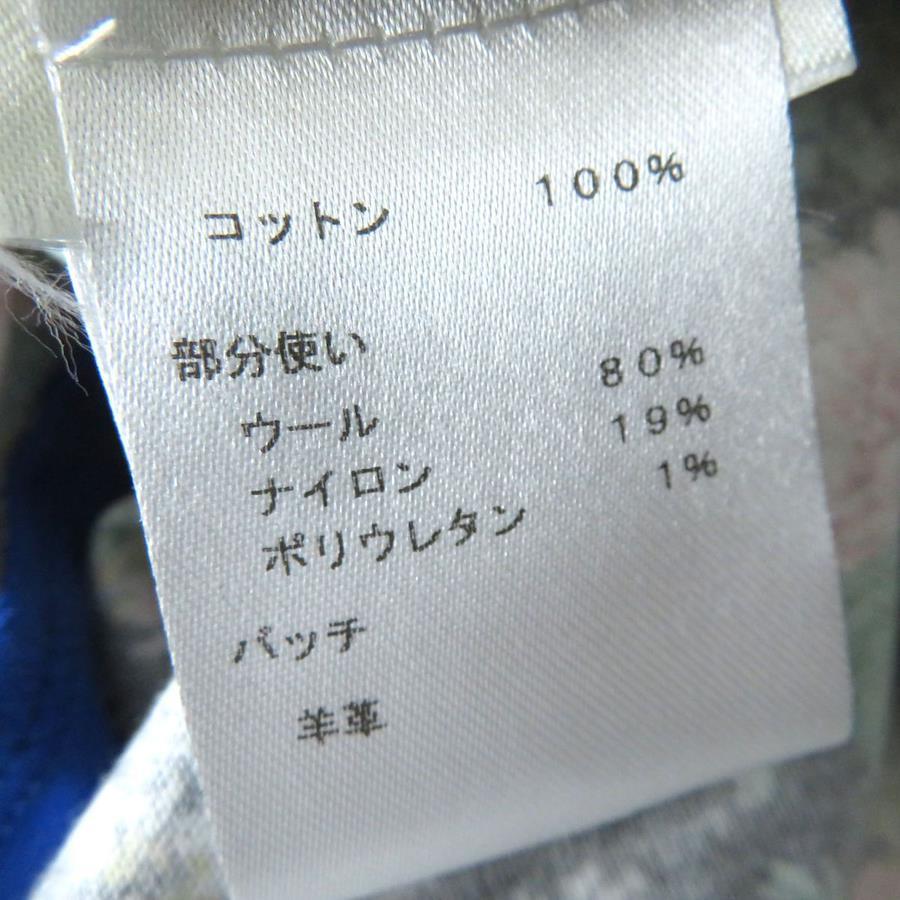 コットン 100%
部分使い
ウール 80%
ナイロン 19%
ポリウレタン 1%
パッチ
羊革